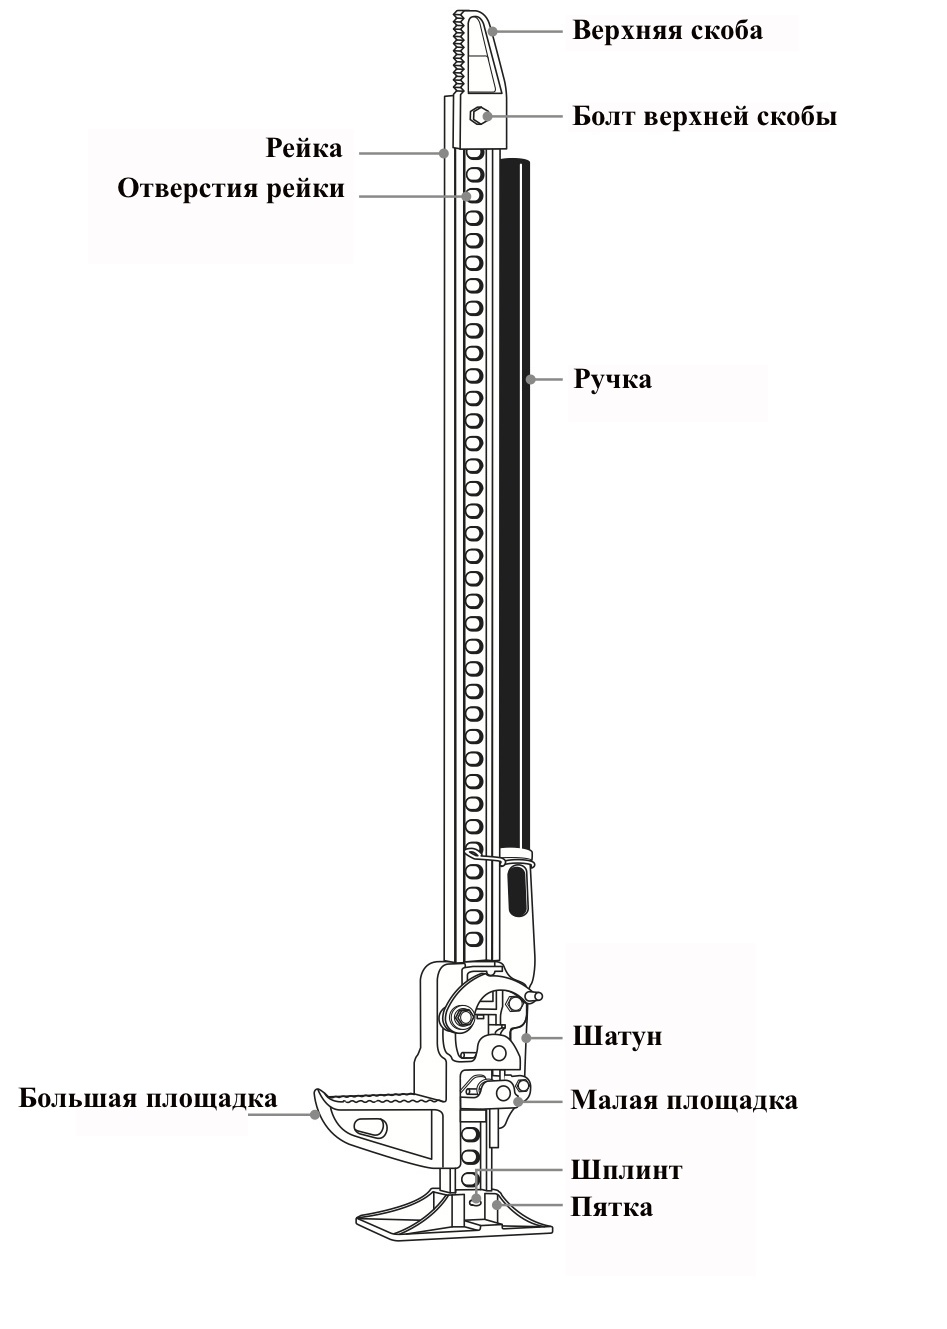 Верхняя скоба
Болт верхней скобы
Рейка
Отверстия рейки
Ручка
Шатун
Большая площадка
Малая площадка
Шплинт
Пятка